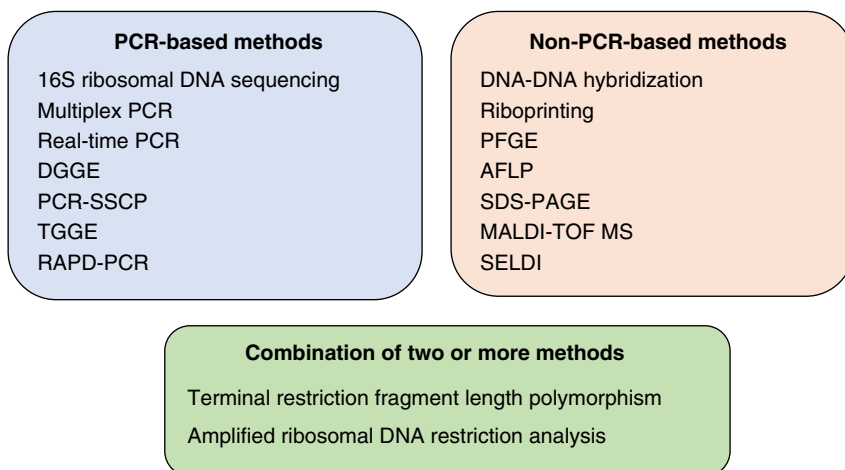 PCR-based methods
16S ribosomal DNA sequencing
Multiplex PCR
Real-time PCR
DGGE
PCR-SSCP
TGGE
RAPD-PCR
Non-PCR-based methods
DNA-DNA hybridization
Riboprinting
PFGE
AFLP
SDS-PAGE
MALDI-TOF MS
SELDI
Combination of two or more methods
Terminal restriction fragment length polymorphism
Amplified ribosomal DNA restriction analysis